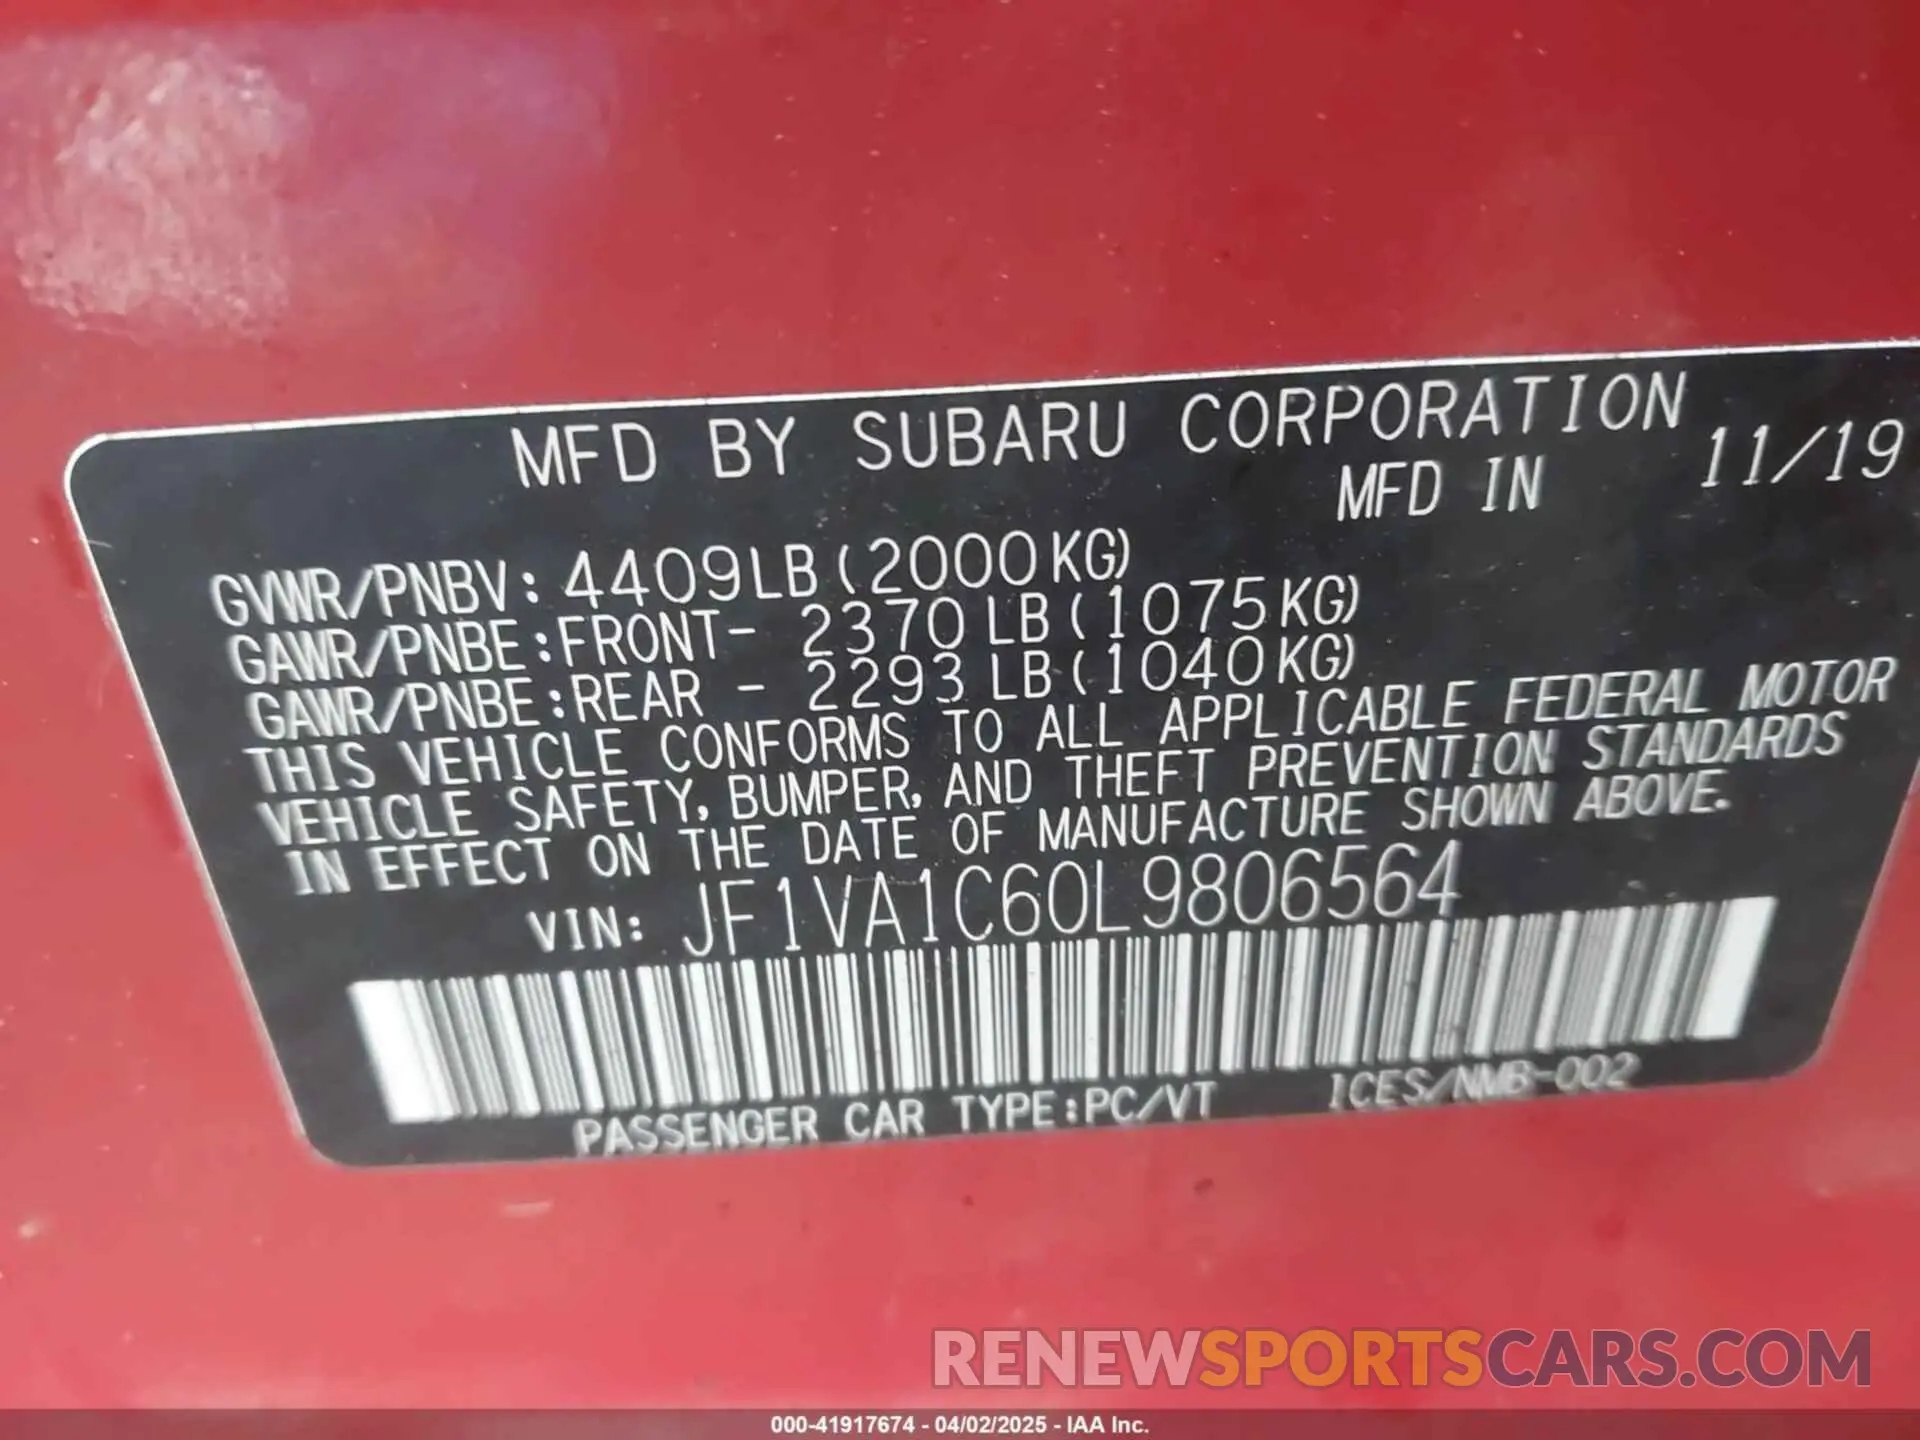 MFD BY SUBARU CORPORATION
MFD IN 11/19
GVWR/PNBV: 4409LB(2000KG)
GAWR/PNBE:FRONT- 2370LB(1075KG)
GAWR/PNBE:REAR - 2293LB(1040KG)
THIS VEHICLE CONFORMS TO ALL APPLICABLE FEDERAL MOTOR
VEHICLE SAFETY, BUMPER, AND THEFT PREVENTION STANDARDS
IN EFFECT ON THE DATE OF MANUFACTURE SHOWN ABOVE.
VIN: JF1VA1C60L9806564
PASSENGER CAR TYPE:PC/VT ICES/NMB-002
RENEWSPORTSCARS.COM
000-41917674 - 04/02/2025 - IAA Inc.